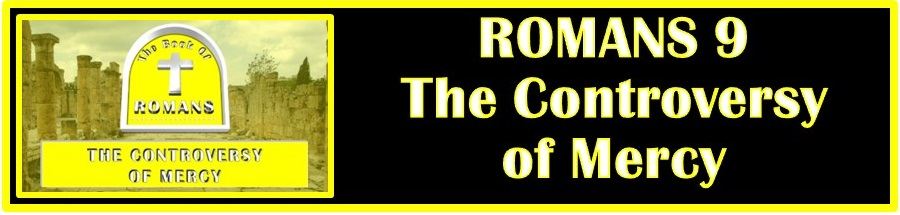 The Book Of
ROMANS
THE CONTROVERSY
OF MERCY
ROMANS 9
The Controversy
of Mercy